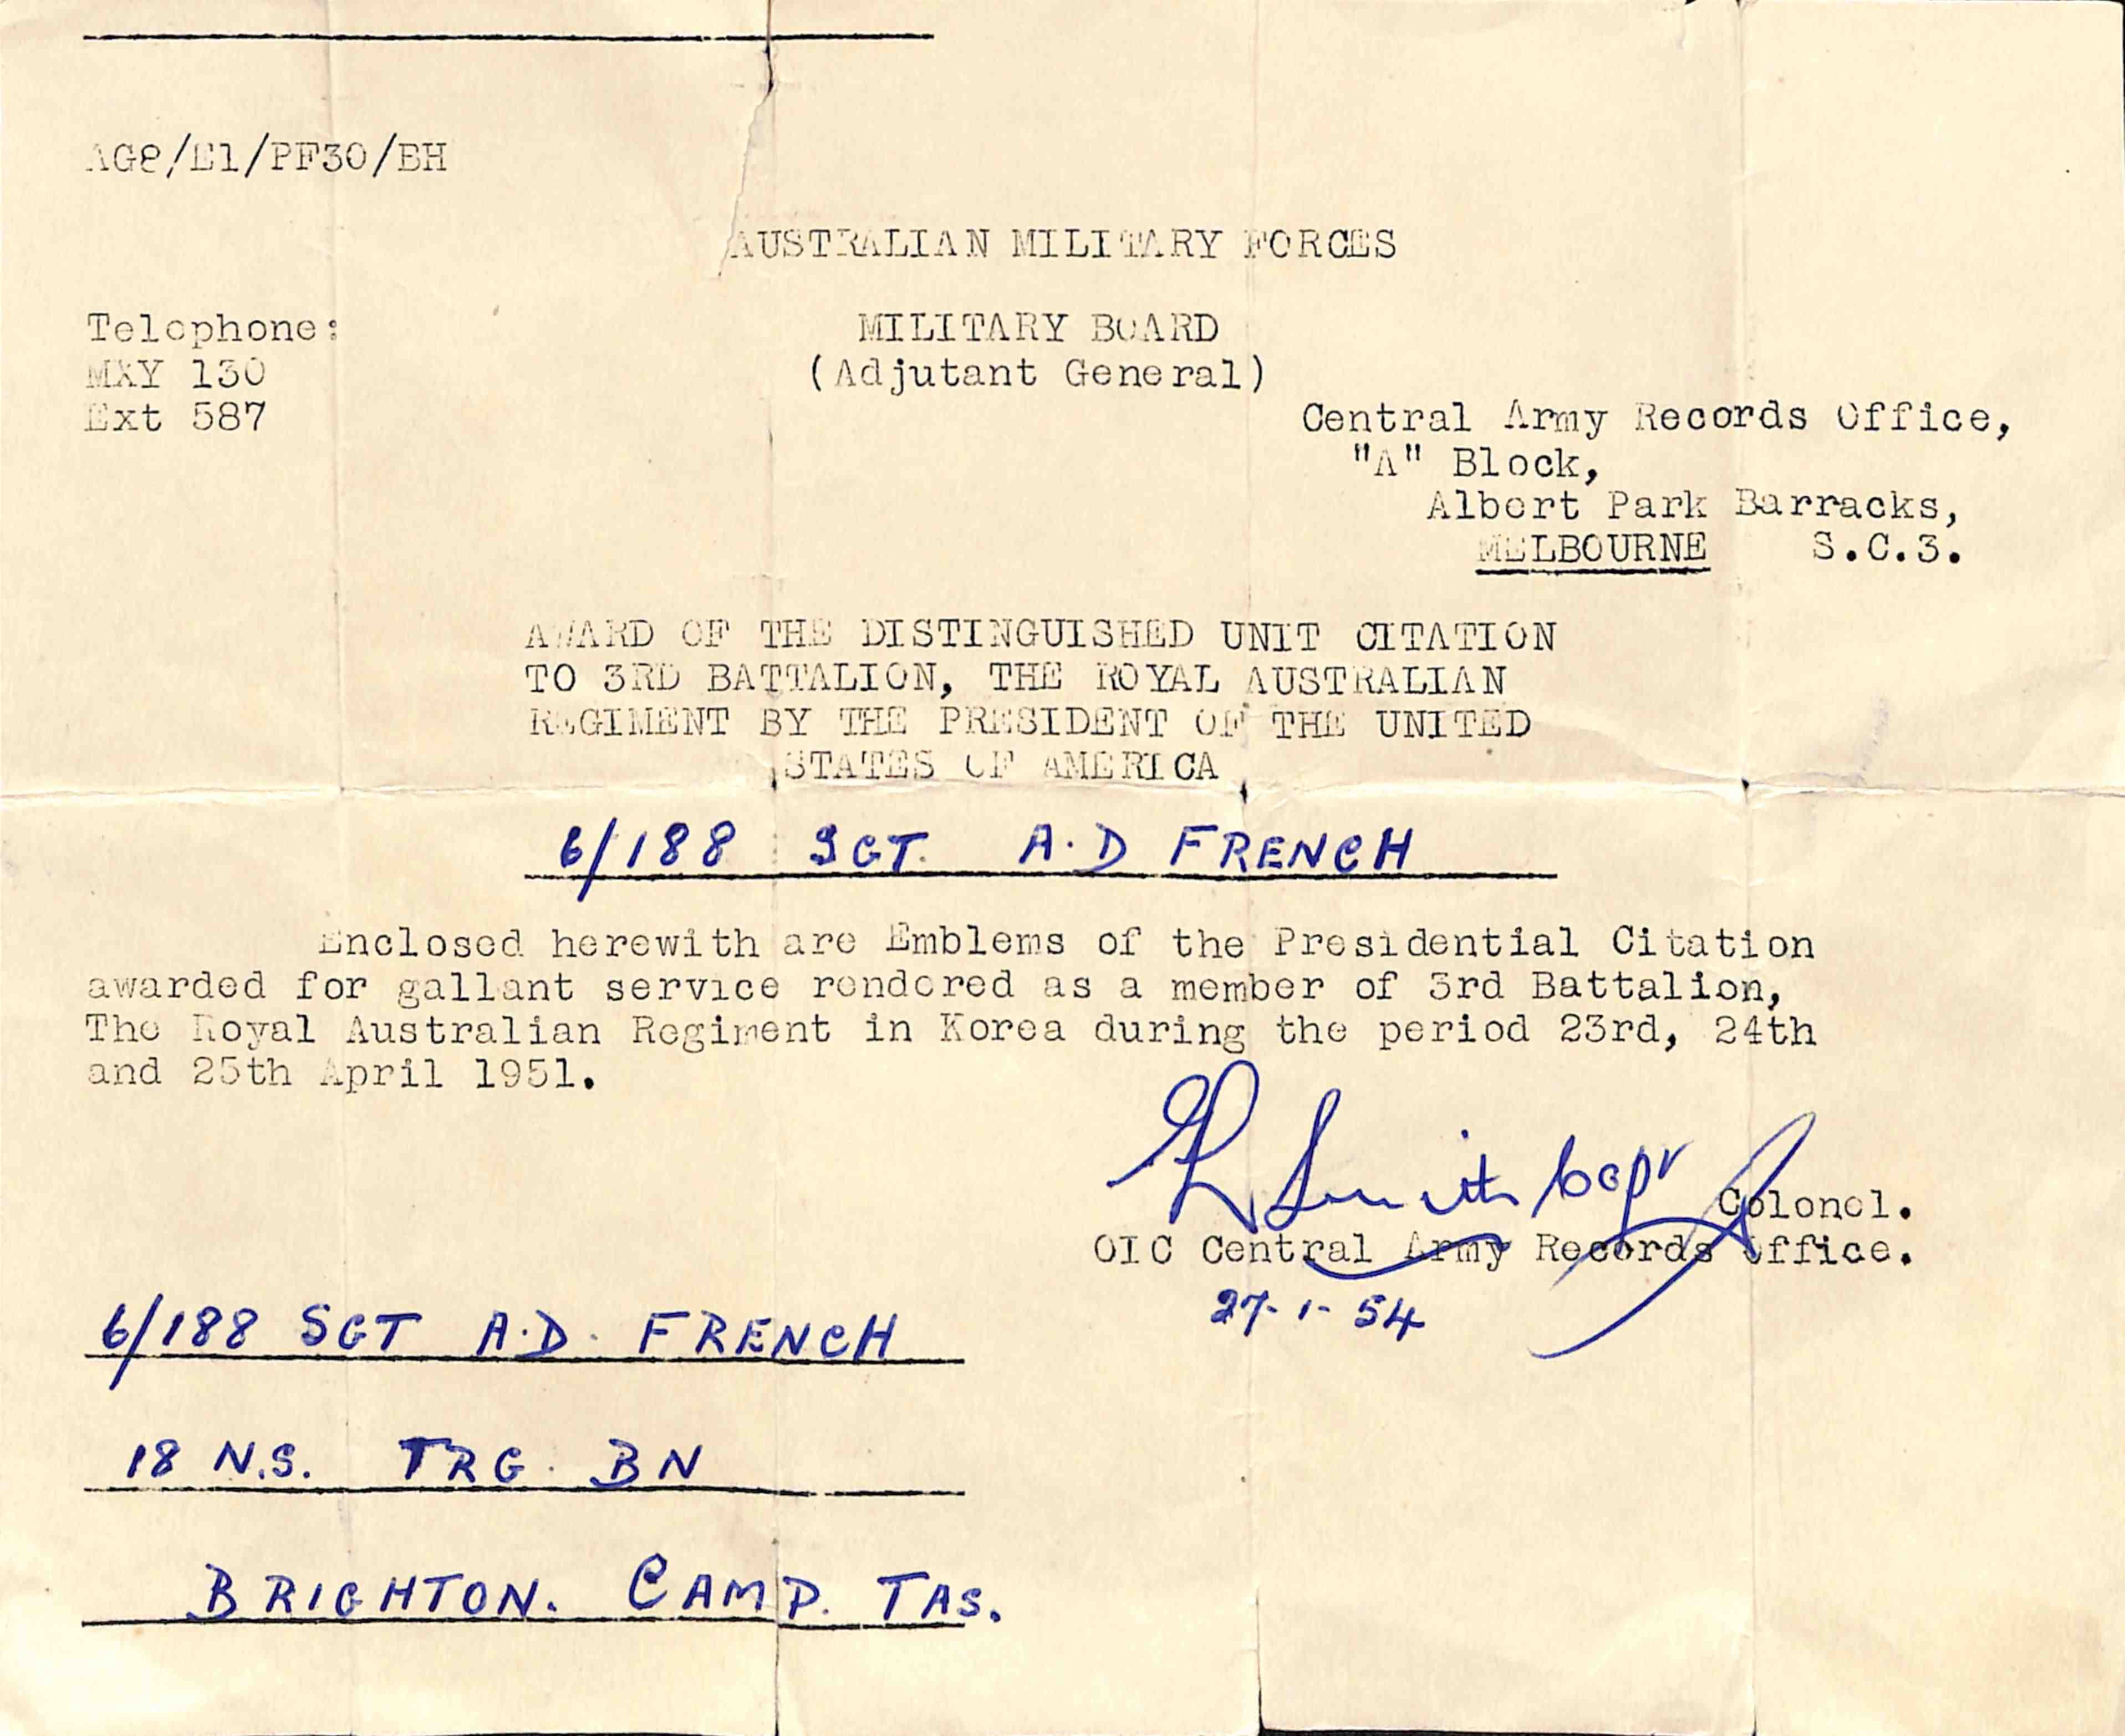 AG8/E1/PF30/BH
AUSTRALIAN MILITARY FORCES
Telephone:
MXY 130
Ext 587
MILITARY BOARD
(Adjutant General)
Central Army Records Office,
"A" Block,
Albert Park Barracks,
MELBOURNE S.C.3.
AWARD OF THE DISTINGUISHED UNIT CITATION
TO 3RD BATTALION, THE ROYAL AUSTRALIAN
REGIMENT BY THE PRESIDENT OF THE UNITED
STATES OF AMERICA
6/188 SGT. A.D FRENCH
Enclosed herewith are Emblems of the Presidential Citation
awarded for gallant service rendered as a member of 3rd Battalion,
The Royal Australian Regiment in Korea during the period 23rd, 24th
and 25th April 1951.
Smith Capt
Colonel.
OIC Central Army Records Office.
27-1-54
6/188 SGT A.D. FRENCH
18 N.S. TRG. BN
BRIGHTON. CAMP. TAS.